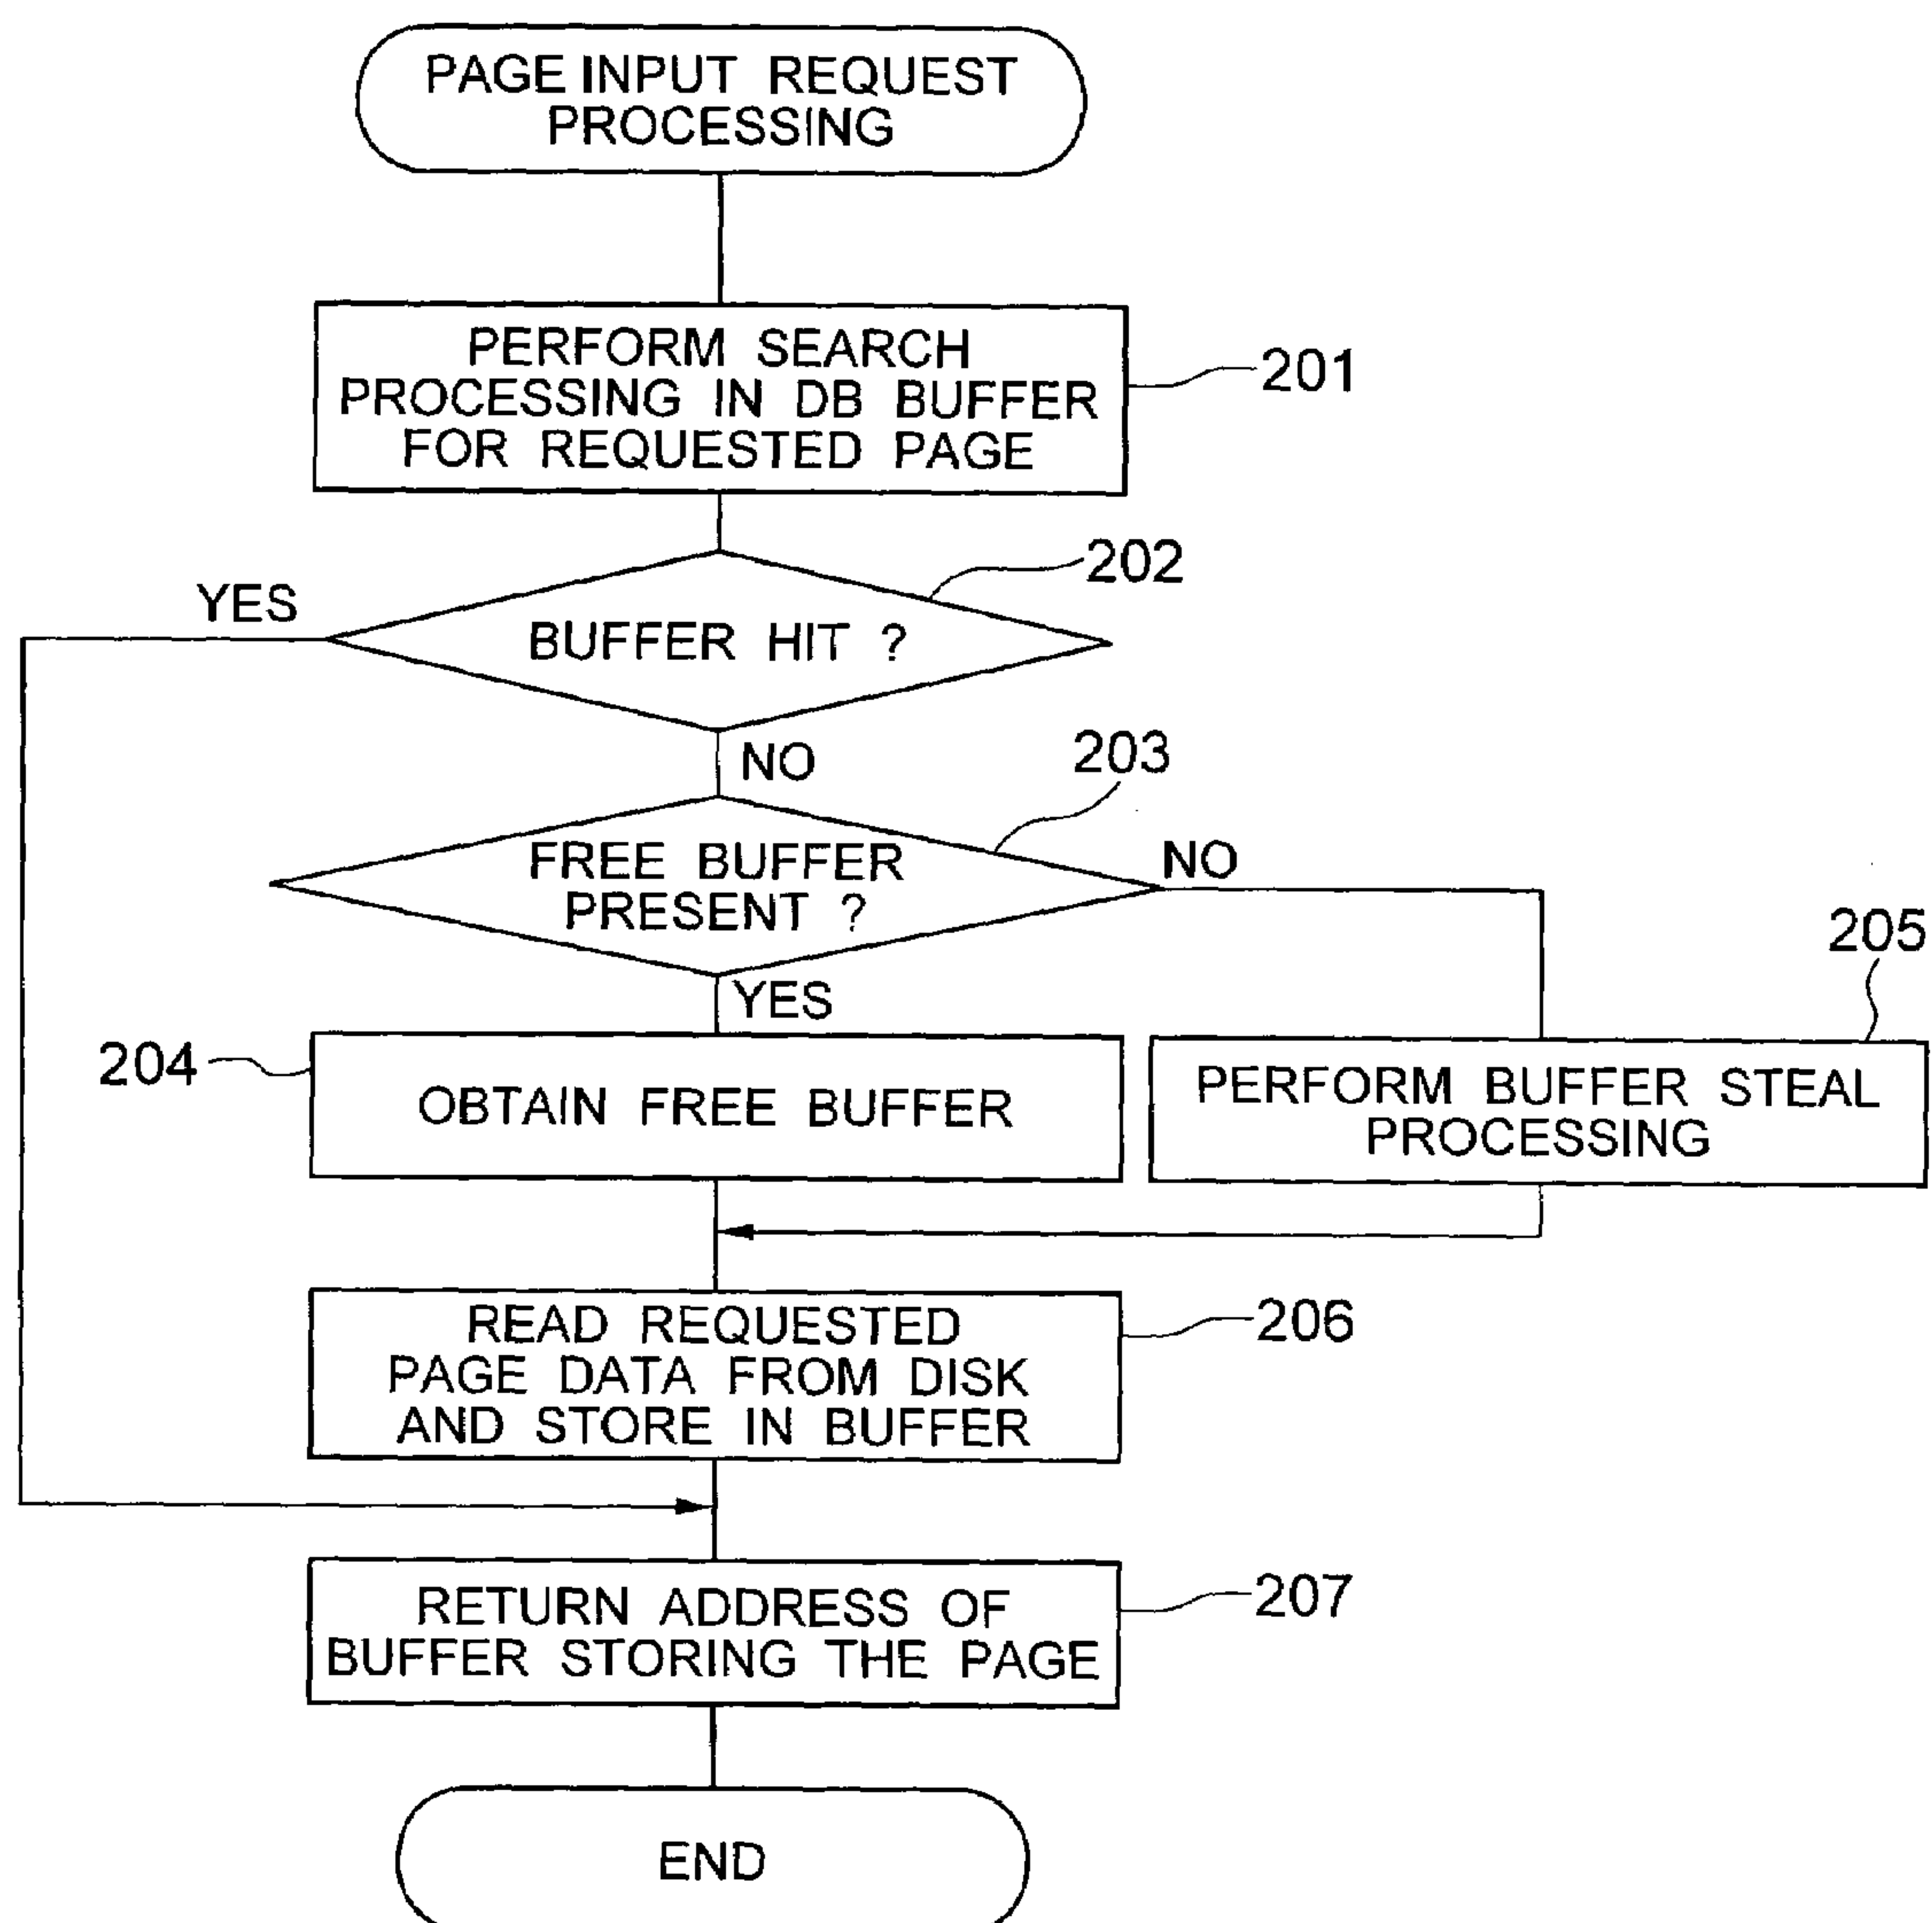 PAGE INPUT REQUEST
PROCESSING
PERFORM SEARCH
PROCESSING IN DB BUFFER
FOR REQUESTED PAGE
201
202
YES
BUFFER HIT ?
NO
203
FREE BUFFER
PRESENT ?
NO
205
YES
204
OBTAIN FREE BUFFER
PERFORM BUFFER STEAL
PROCESSING
READ REQUESTED
PAGE DATA FROM DISK
AND STORE IN BUFFER
206
RETURN ADDRESS OF
BUFFER STORING THE PAGE
207
END